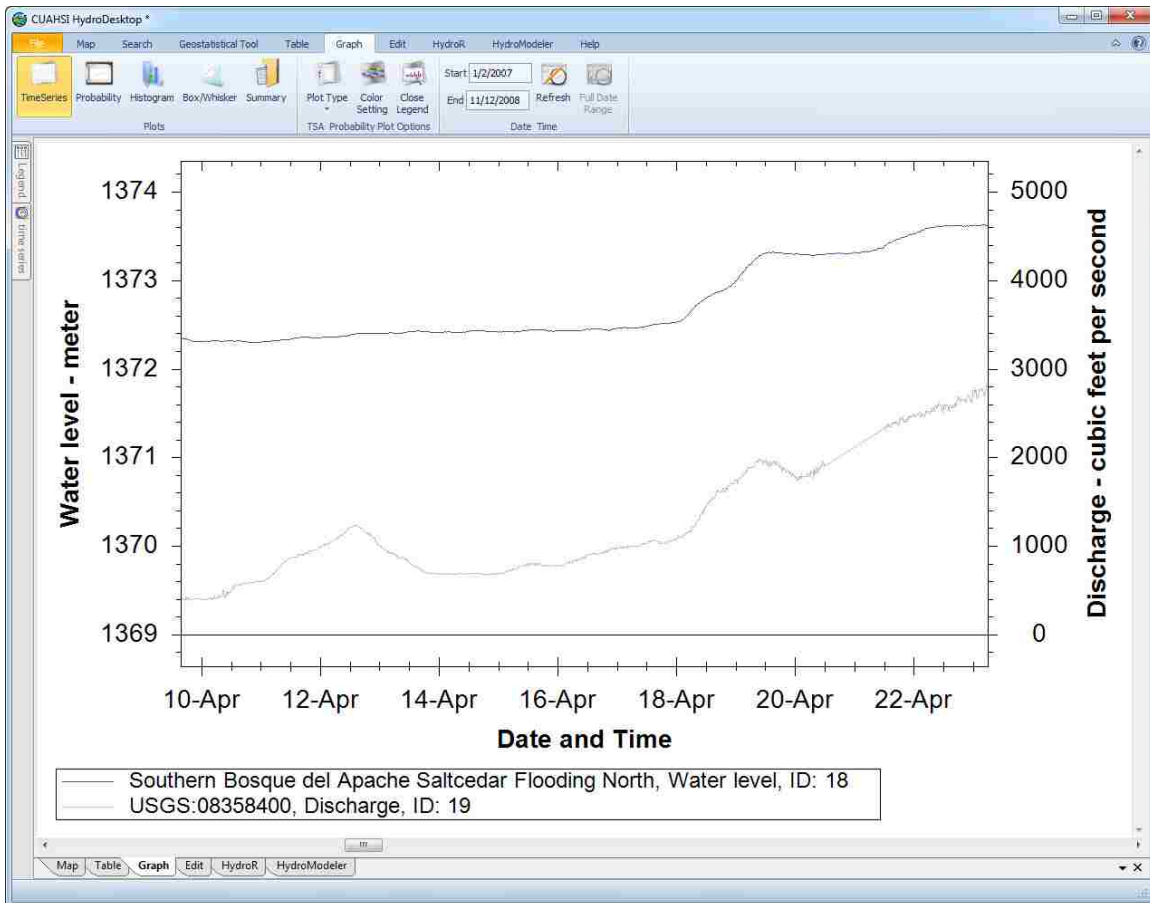 CUAHSI HydroDesktop *
File Map Search Geostatistical Tool Table Graph Edit HydroR HydroModeler Help
TimeSeries Probability Histogram Box/Whisker Summary
Plots
Plot Type Color Setting Close Legend
TSA Probability Plot Options
Start 1/2/2007
End 11/12/2008
Refresh Full Date Range
Date Time
Legend
time series
Water level - meter
1374
1373
1372
1371
1370
1369
5000
4000
3000
2000
1000
0
Discharge - cubic feet per second
10-Apr 12-Apr 14-Apr 16-Apr 18-Apr 20-Apr 22-Apr
Date and Time
Southern Bosque del Apache Saltcedar Flooding North, Water level, ID: 18
USGS:08358400, Discharge, ID: 19
Map Table Graph Edit HydroR HydroModeler